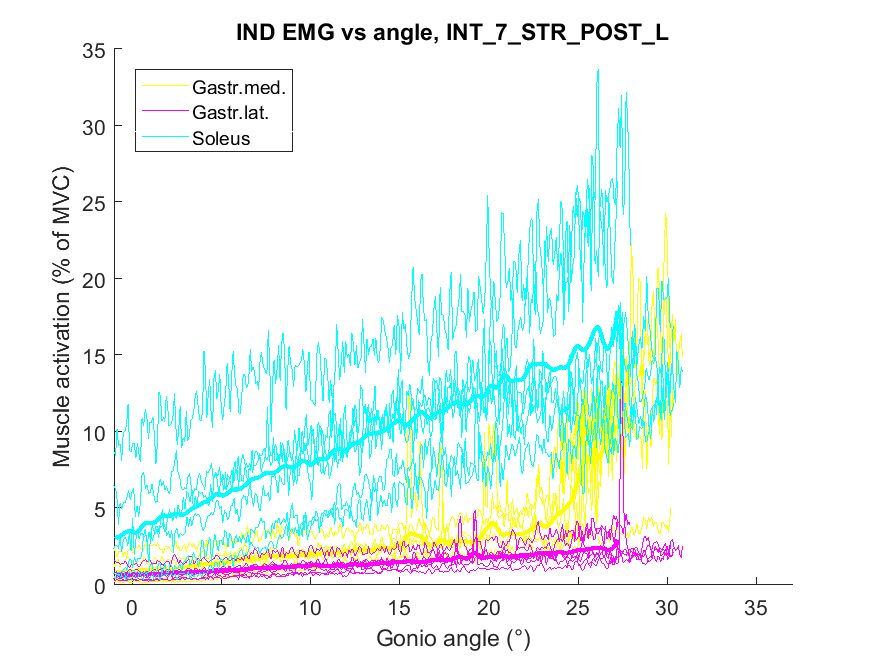 IND EMG vs angle, INT_7_STR_POST_L
35
30
25
20
15
10
5
0
Muscle activation (% of MVC)
Gastr.med.
Gastr.lat.
Soleus
0 5 10 15 20 25 30 35
Gonio angle (°)